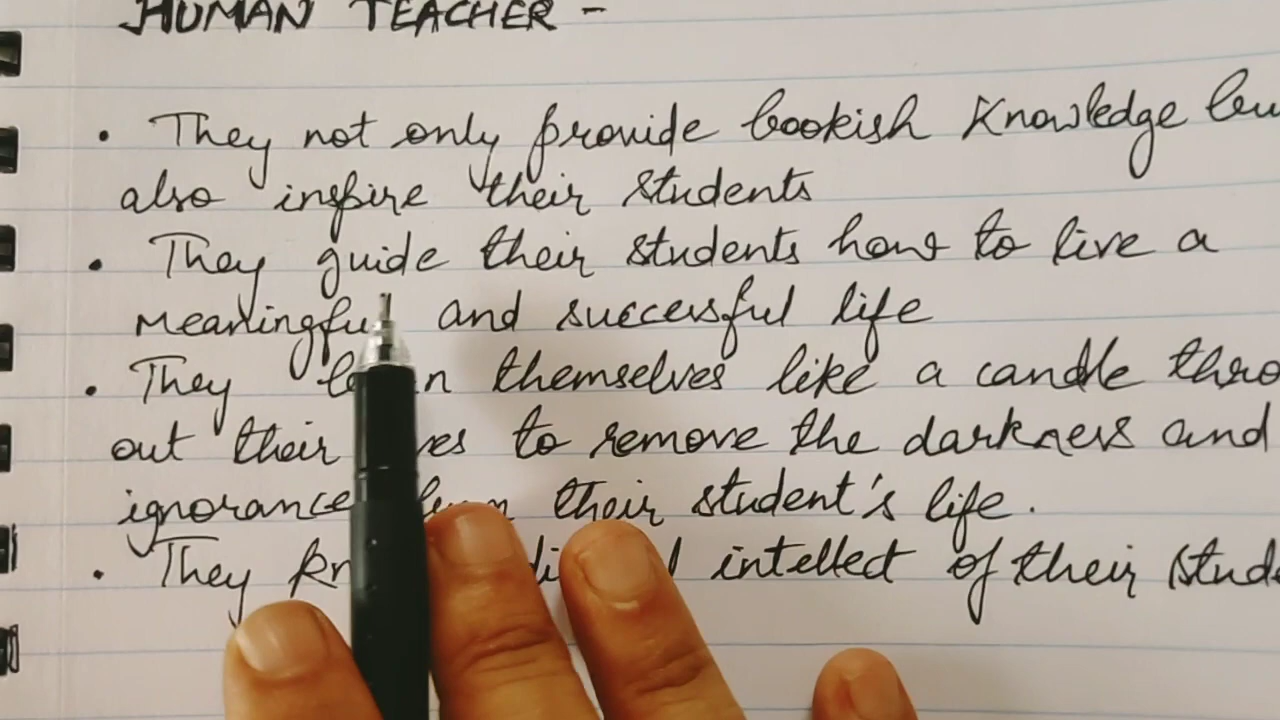 HUMAN TEACHER -
• They not only provide bookish Knowledge
also inspire their students
• They guide their students how to live a
meaningful and successful life
• They themselves like a candle
out their to remove the darkness and
ignorance from their student's life.
• They intellect of their